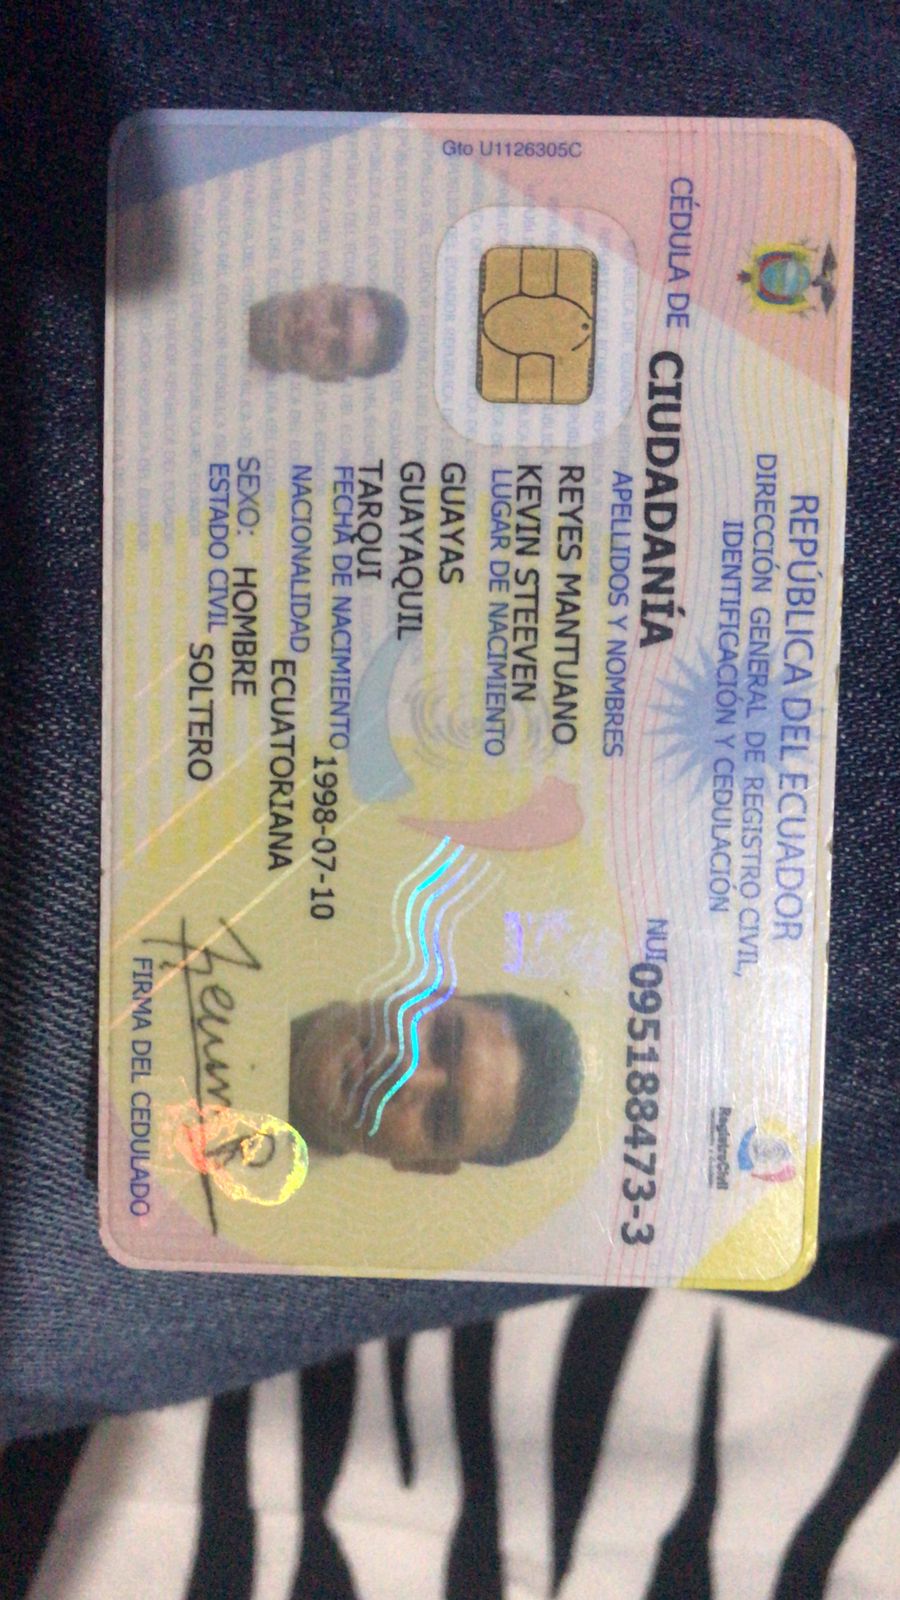 REPÚBLICA DEL ECUADOR
DIRECCIÓN GENERAL DE REGISTRO CIVIL,
IDENTIFICACIÓN Y CEDULACIÓN
CÉDULA DE CIUDADANÍA
NUI 095188473-3
APELLIDOS Y NOMBRES
REYES MANTUANO
KEVIN STEEVEN
LUGAR DE NACIMIENTO
GUAYAS
GUAYAQUIL
TARQUI
FECHA DE NACIMIENTO 1998-07-10
NACIONALIDAD ECUATORIANA
SEXO: HOMBRE
ESTADO CIVIL SOLTERO
FIRMA DEL CEDULADO
Gto U1126305C
RegistroCivil